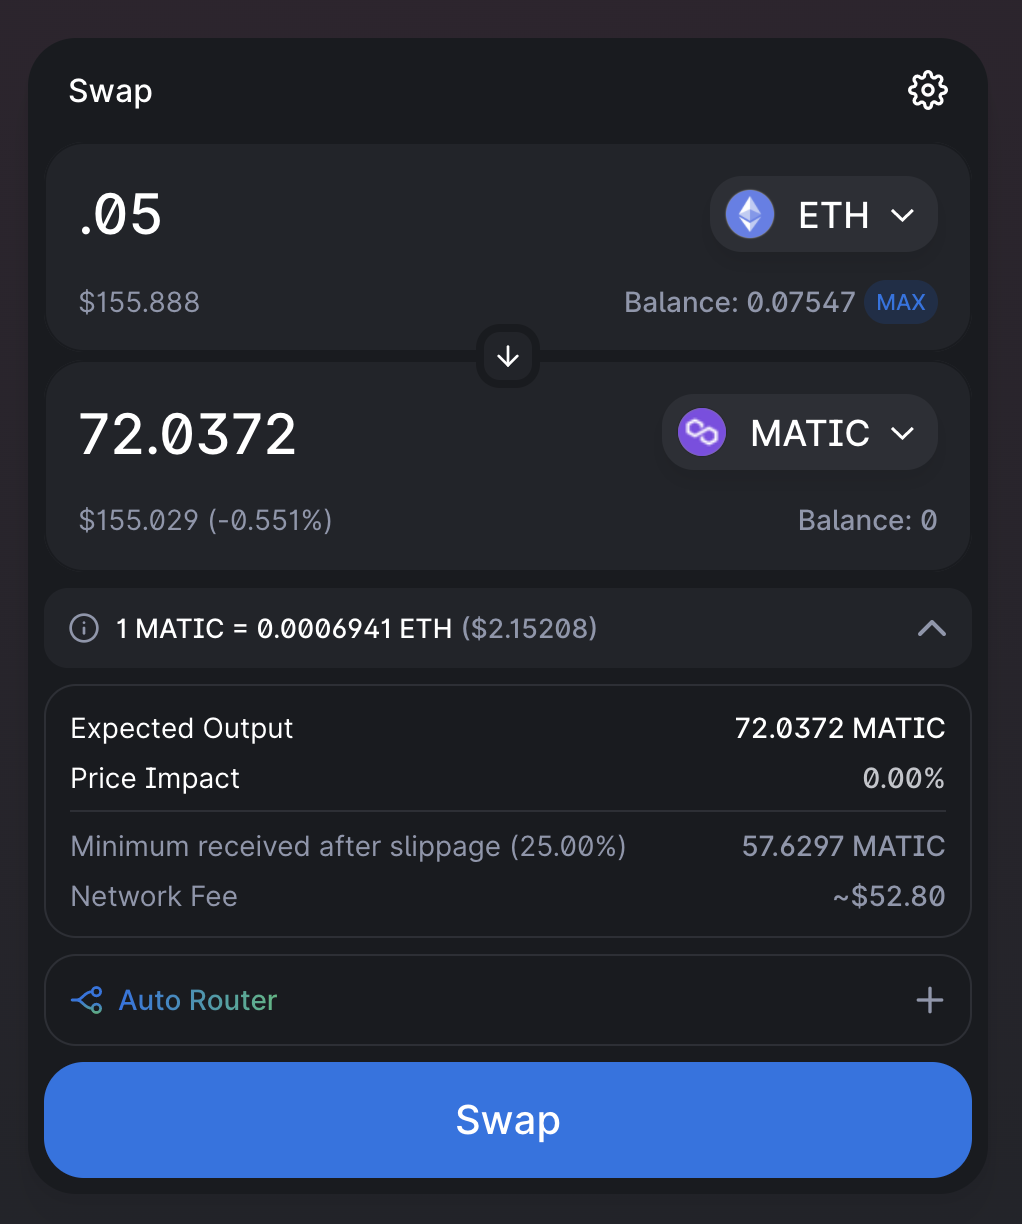 Swap
.05
ETH
$155.888
Balance: 0.07547 MAX
72.0372
MATIC
$155.029 (-0.551%)
Balance: 0
1 MATIC = 0.0006941 ETH ($2.15208)
Expected Output 72.0372 MATIC
Price Impact 0.00%
Minimum received after slippage (25.00%) 57.6297 MATIC
Network Fee ~$52.80
Auto Router
Swap